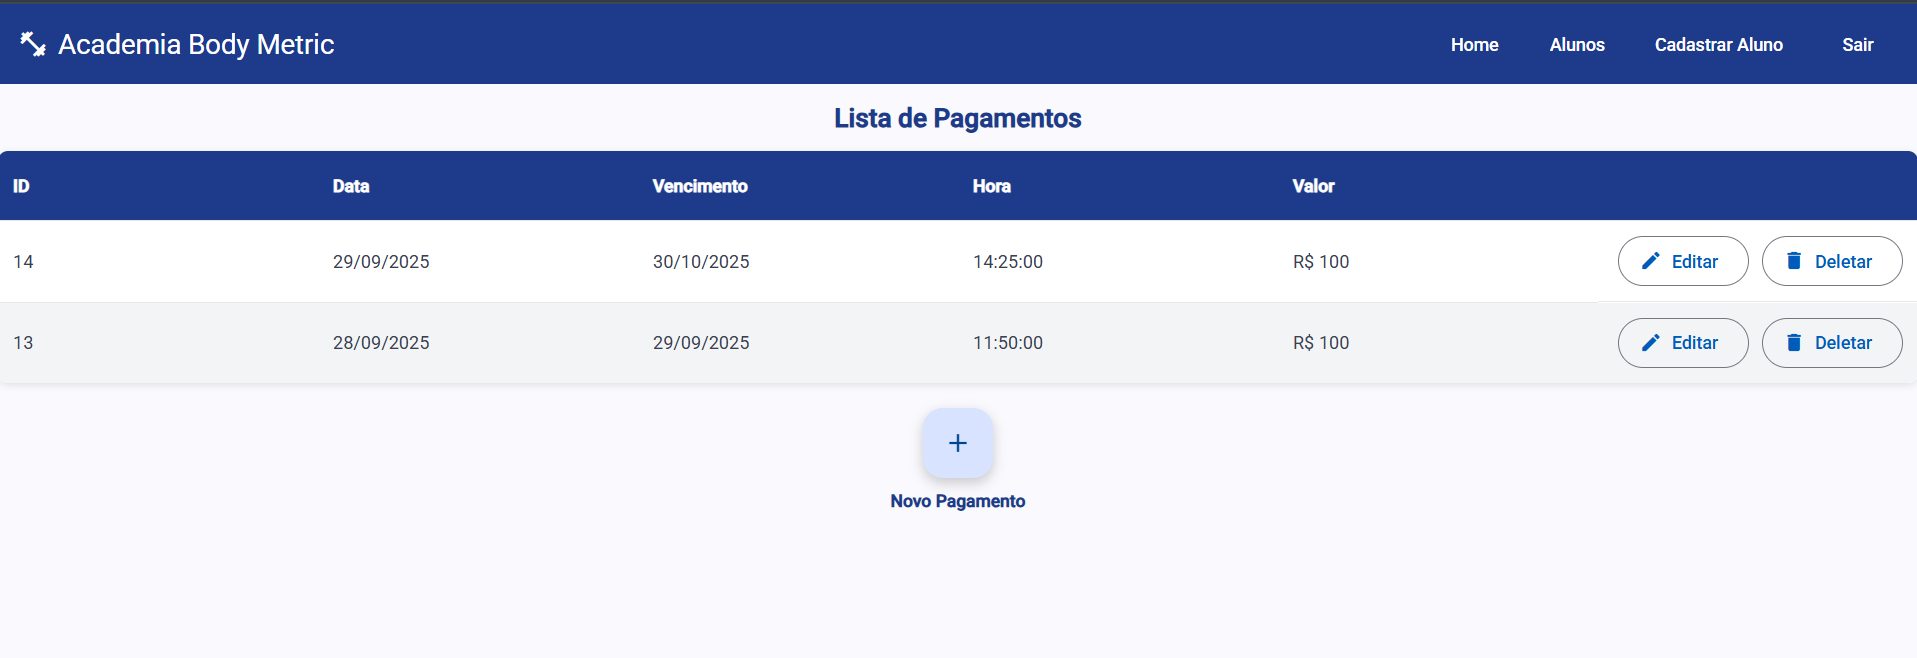 Academia Body Metric
Home Alunos Cadastrar Aluno Sair
Lista de Pagamentos
ID Data Vencimento Hora Valor
14 29/09/2025 30/10/2025 14:25:00 R$ 100 Editar Deletar
13 28/09/2025 29/09/2025 11:50:00 R$ 100 Editar Deletar
+
Novo Pagamento